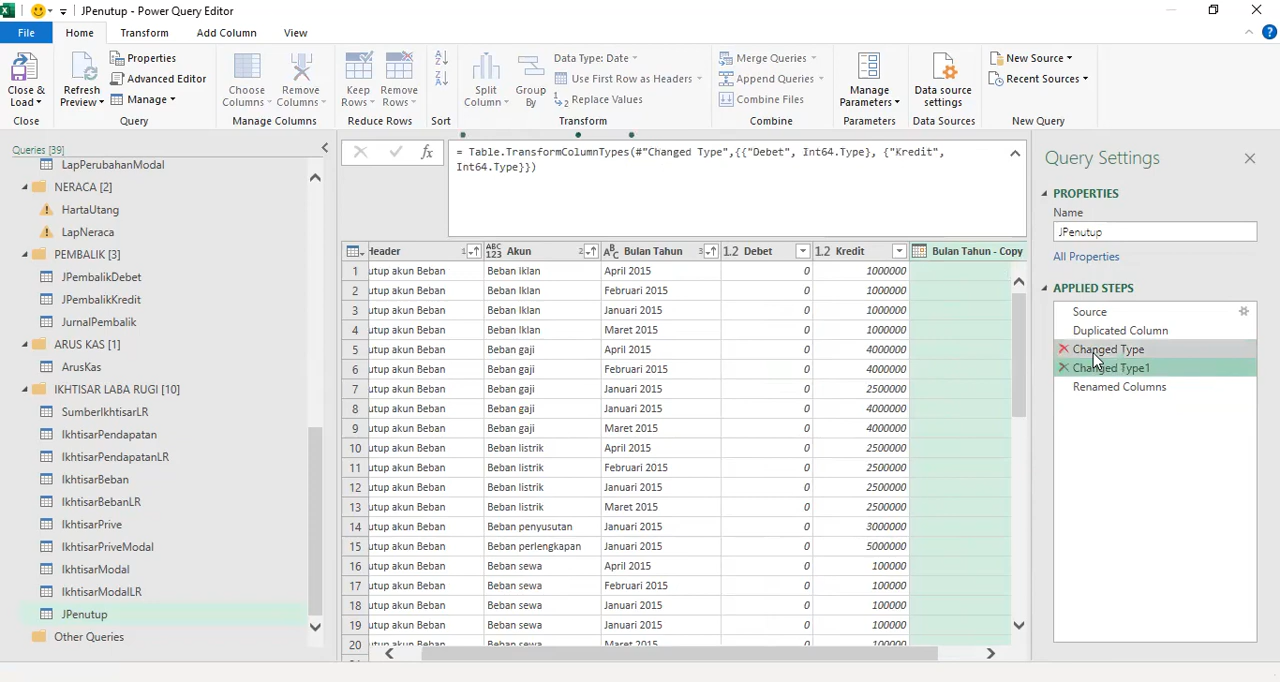 JPenutup - Power Query Editor
File Home Transform Add Column View
Close & Load
Refresh Preview
Properties
Advanced Editor
Manage
Choose Columns
Remove Columns
Keep Rows
Remove Rows
Split Column
Group By
Data Type: Date
Use First Row as Headers
Replace Values
Merge Queries
Append Queries
Combine Files
Manage Parameters
Data source settings
New Source
Recent Sources
Close Query Manage Columns Reduce Rows Sort Transform Combine Parameters Data Sources New Query
Queries [39]
LapPerubahanModal
NERACA [2]
HartaUtang
LapNeraca
PEMBALIK [3]
JPembalikDebet
JPembalikKredit
JurnalPembalik
ARUS KAS [1]
ArusKas
IKHTISAR LABA RUGI [10]
SumberIkhtisarLR
IkhtisarPendapatan
IkhtisarPendapatanLR
IkhtisarBeban
IkhtisarBebanLR
IkhtisarPrive
IkhtisarPriveModal
IkhtisarModal
IkhtisarModalLR
JPenutup
Other Queries
fx = Table.TransformColumnTypes(#"Changed Type",{{"Debet", Int64.Type}, {"Kredit",
Int64.Type}})
Header 1 ABC 123 Akun 2 ABC Bulan Tahun 3 1.2 Debet 1.2 Kredit Bulan Tahun - Copy
1 utup akun Beban Beban Iklan April 2015 0 1000000
2 utup akun Beban Beban Iklan Februari 2015 0 1000000
3 utup akun Beban Beban Iklan Januari 2015 0 1000000
4 utup akun Beban Beban Iklan Maret 2015 0 1000000
5 utup akun Beban Beban gaji April 2015 0 4000000
6 utup akun Beban Beban gaji Februari 2015 0 4000000
7 utup akun Beban Beban gaji Januari 2015 0 2500000
8 utup akun Beban Beban gaji Januari 2015 0 4000000
9 utup akun Beban Beban gaji Maret 2015 0 4000000
10 utup akun Beban Beban listrik April 2015 0 2500000
11 utup akun Beban Beban listrik Februari 2015 0 2500000
12 utup akun Beban Beban listrik Januari 2015 0 2500000
13 utup akun Beban Beban listrik Maret 2015 0 2500000
14 utup akun Beban Beban penyusutan Januari 2015 0 3000000
15 utup akun Beban Beban perlengkapan Januari 2015 0 5000000
16 utup akun Beban Beban sewa April 2015 0 100000
17 utup akun Beban Beban sewa Februari 2015 0 100000
18 utup akun Beban Beban sewa Januari 2015 0 100000
19 utup akun Beban Beban sewa Januari 2015 0 100000
20 utup akun Beban Beban sewa Maret 2015 0 100000
Query Settings
PROPERTIES
Name
JPenutup
All Properties
APPLIED STEPS
Source
Duplicated Column
Changed Type
Changed Type1
Renamed Columns